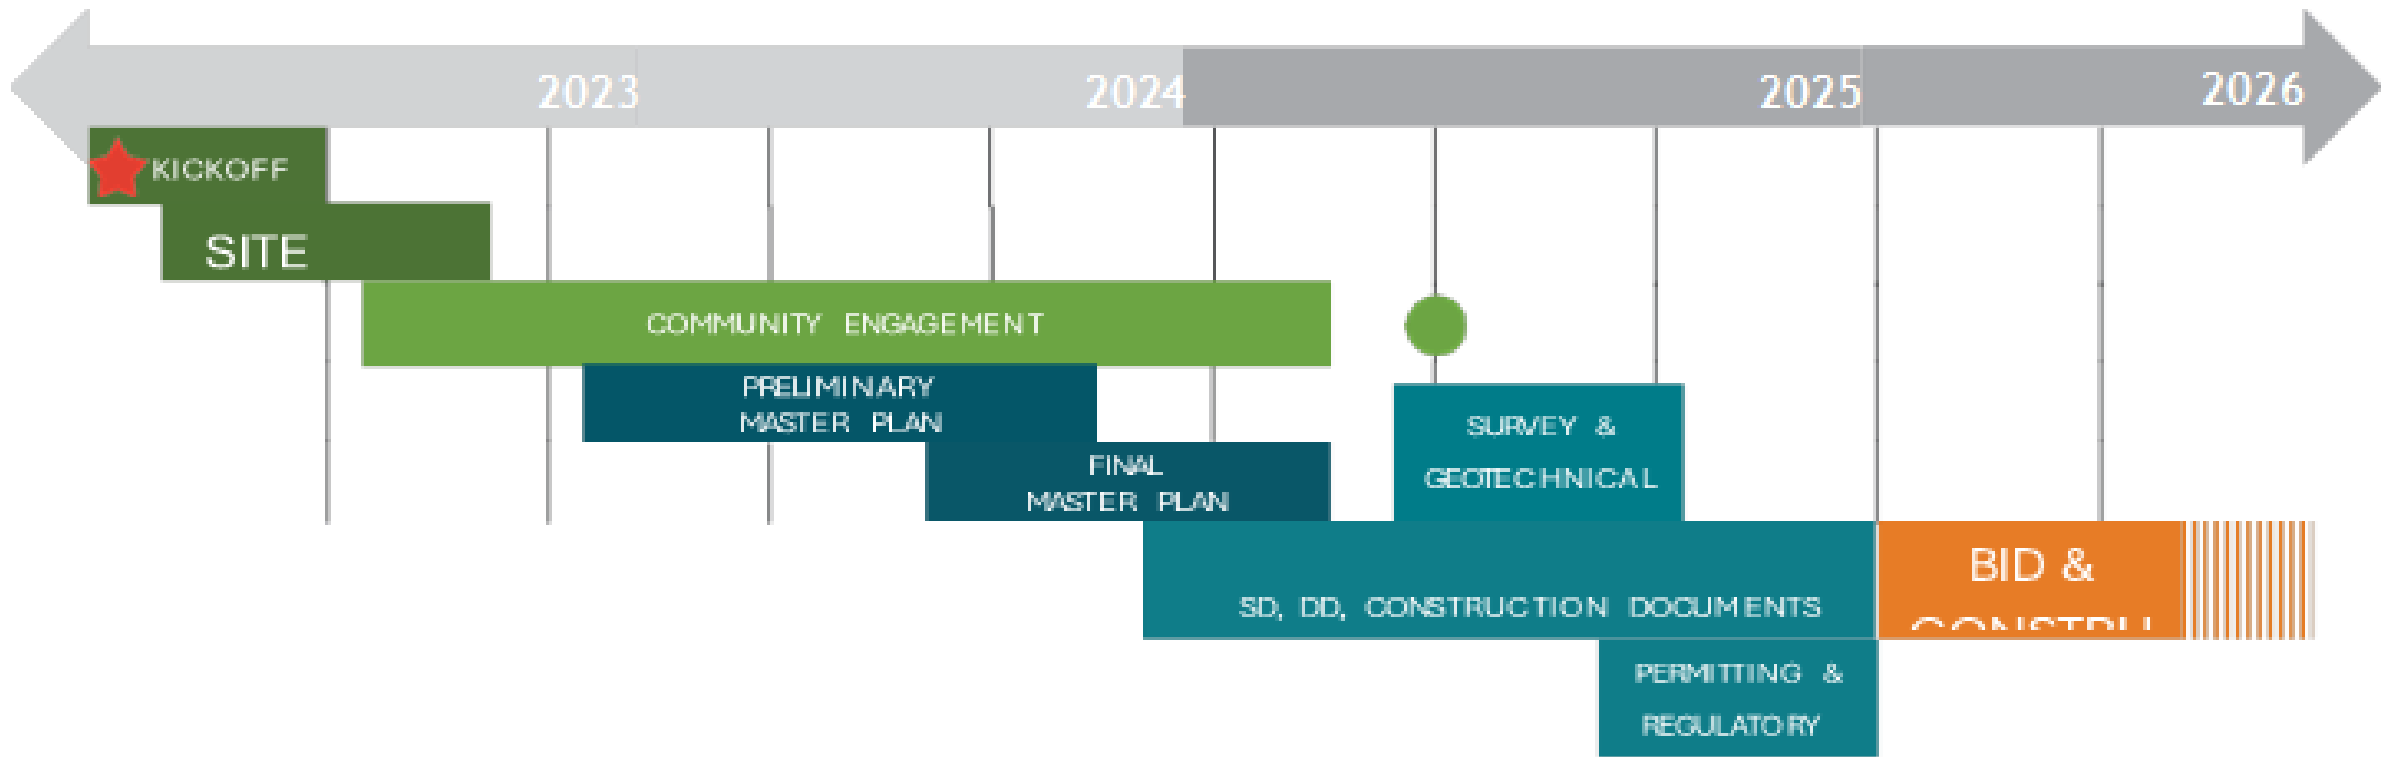 2023 2024 2025 2026
KICKOFF
SITE
COMMUNITY ENGAGEMENT
PRELIMINARY
MASTER PLAN
FINAL
MASTER PLAN
SURVEY &
GEOTECHNICAL
SD, DD, CONSTRUCTION DOCUMENTS
BID &
PERMITTING &
REGULATORY